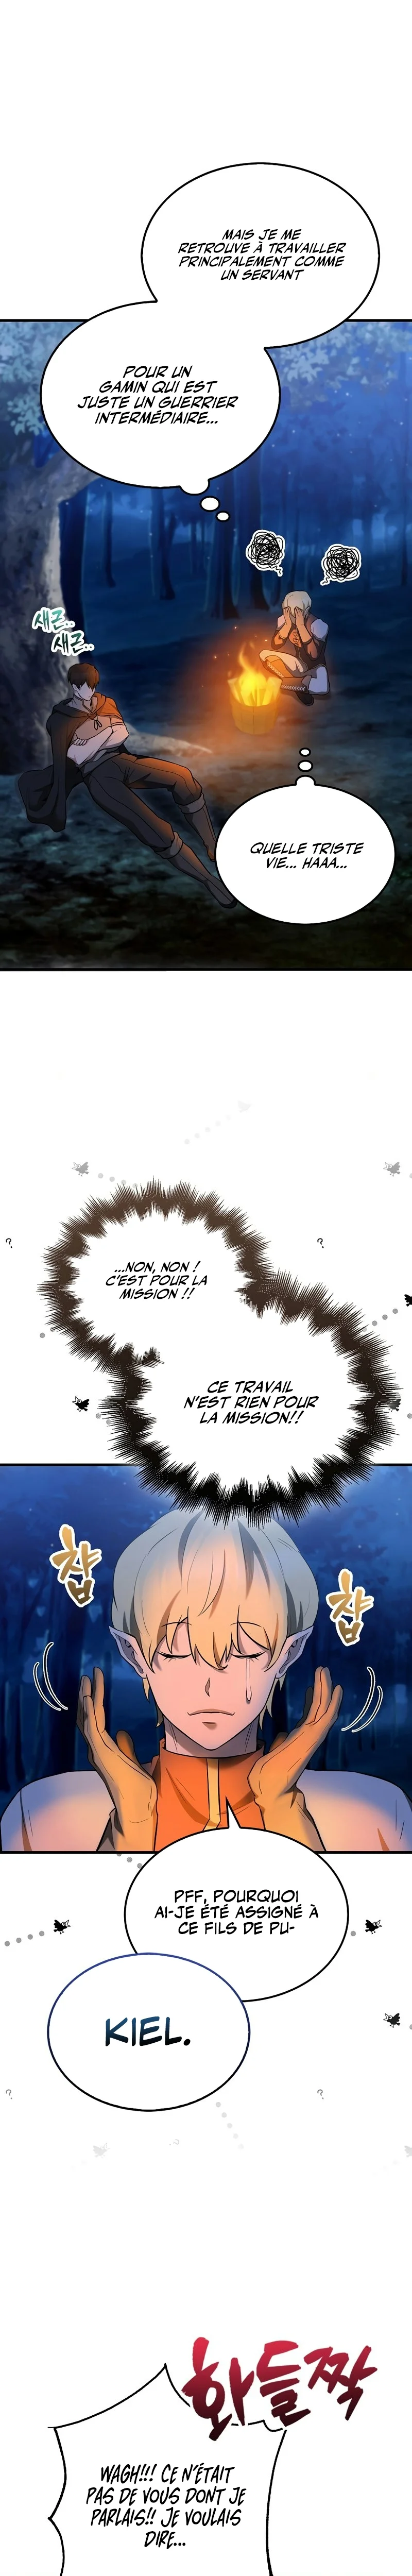 MAIS JE ME
RETROUVE À TRAVAILLER
PRINCIPALEMENT COMME
UN SERVANT
POUR UN
GAMIN QUI EST
JUSTE UN GUERRIER
INTERMÉDIAIRE...
새근..
새근..
QUELLE TRISTE
VIE... HAAA...
...NON, NON !
C'EST POUR LA
MISSION !!
CE TRAVAIL
N'EST RIEN POUR
LA MISSION!!
챱
챱
PFF, POURQUOI
AI-JE ÉTÉ ASSIGNÉ À
CE FILS DE PU-
KIEL.
화들짝
WAGH!!! CE N'ÉTAIT
PAS DE VOUS DONT JE
PARLAIS!! JE VOULAIS
DIRE...